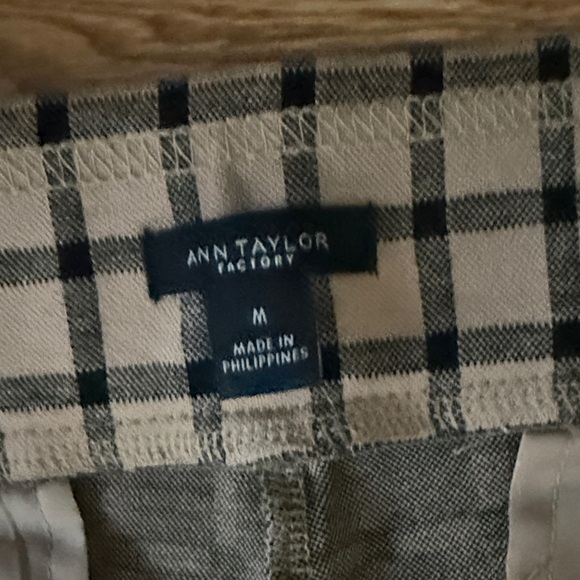 ANN TAYLOR
FACTORY
M
MADE IN
PHILIPPINES